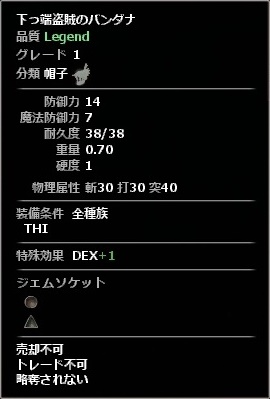 下っ端盗賊のバンダナ
品質 Legend
グレード 1
分類 帽子
防御力 14
魔法防御力 7
耐久度 38/38
重量 0.70
硬度 1
物理属性 斬30 打30 突40
装備条件 全種族
THI
特殊効果 DEX+1
ジェムソケット
売却不可
トレード不可
略奪されない